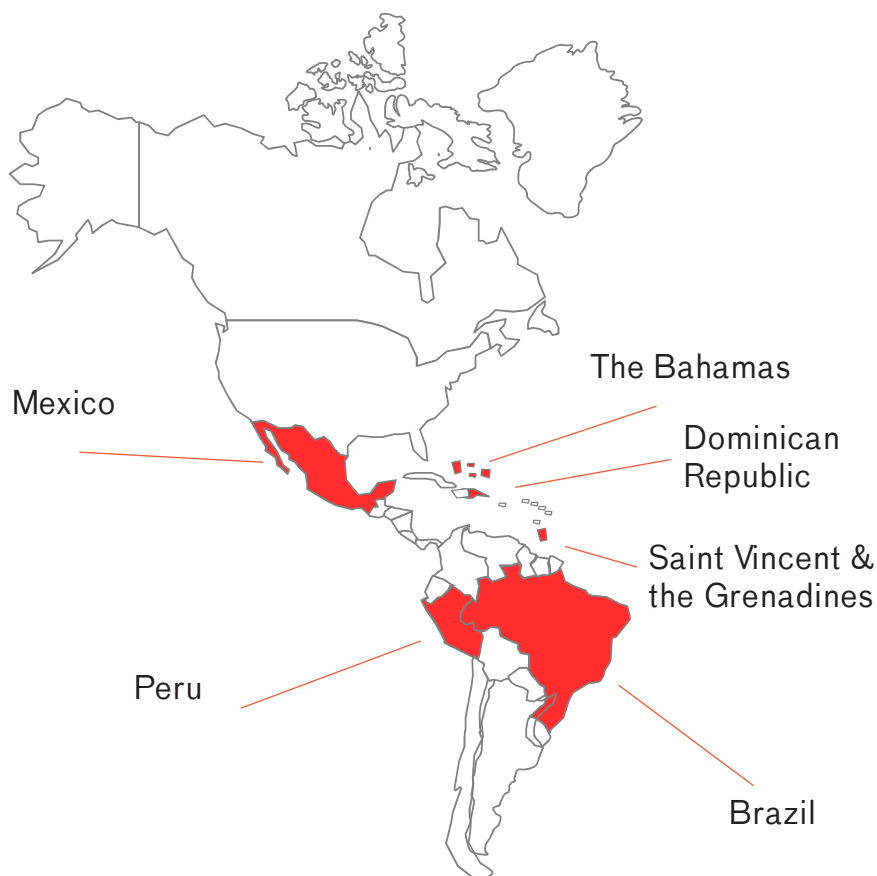 The Bahamas
Mexico
Dominican
Republic
Saint Vincent &
the Grenadines
Peru
Brazil